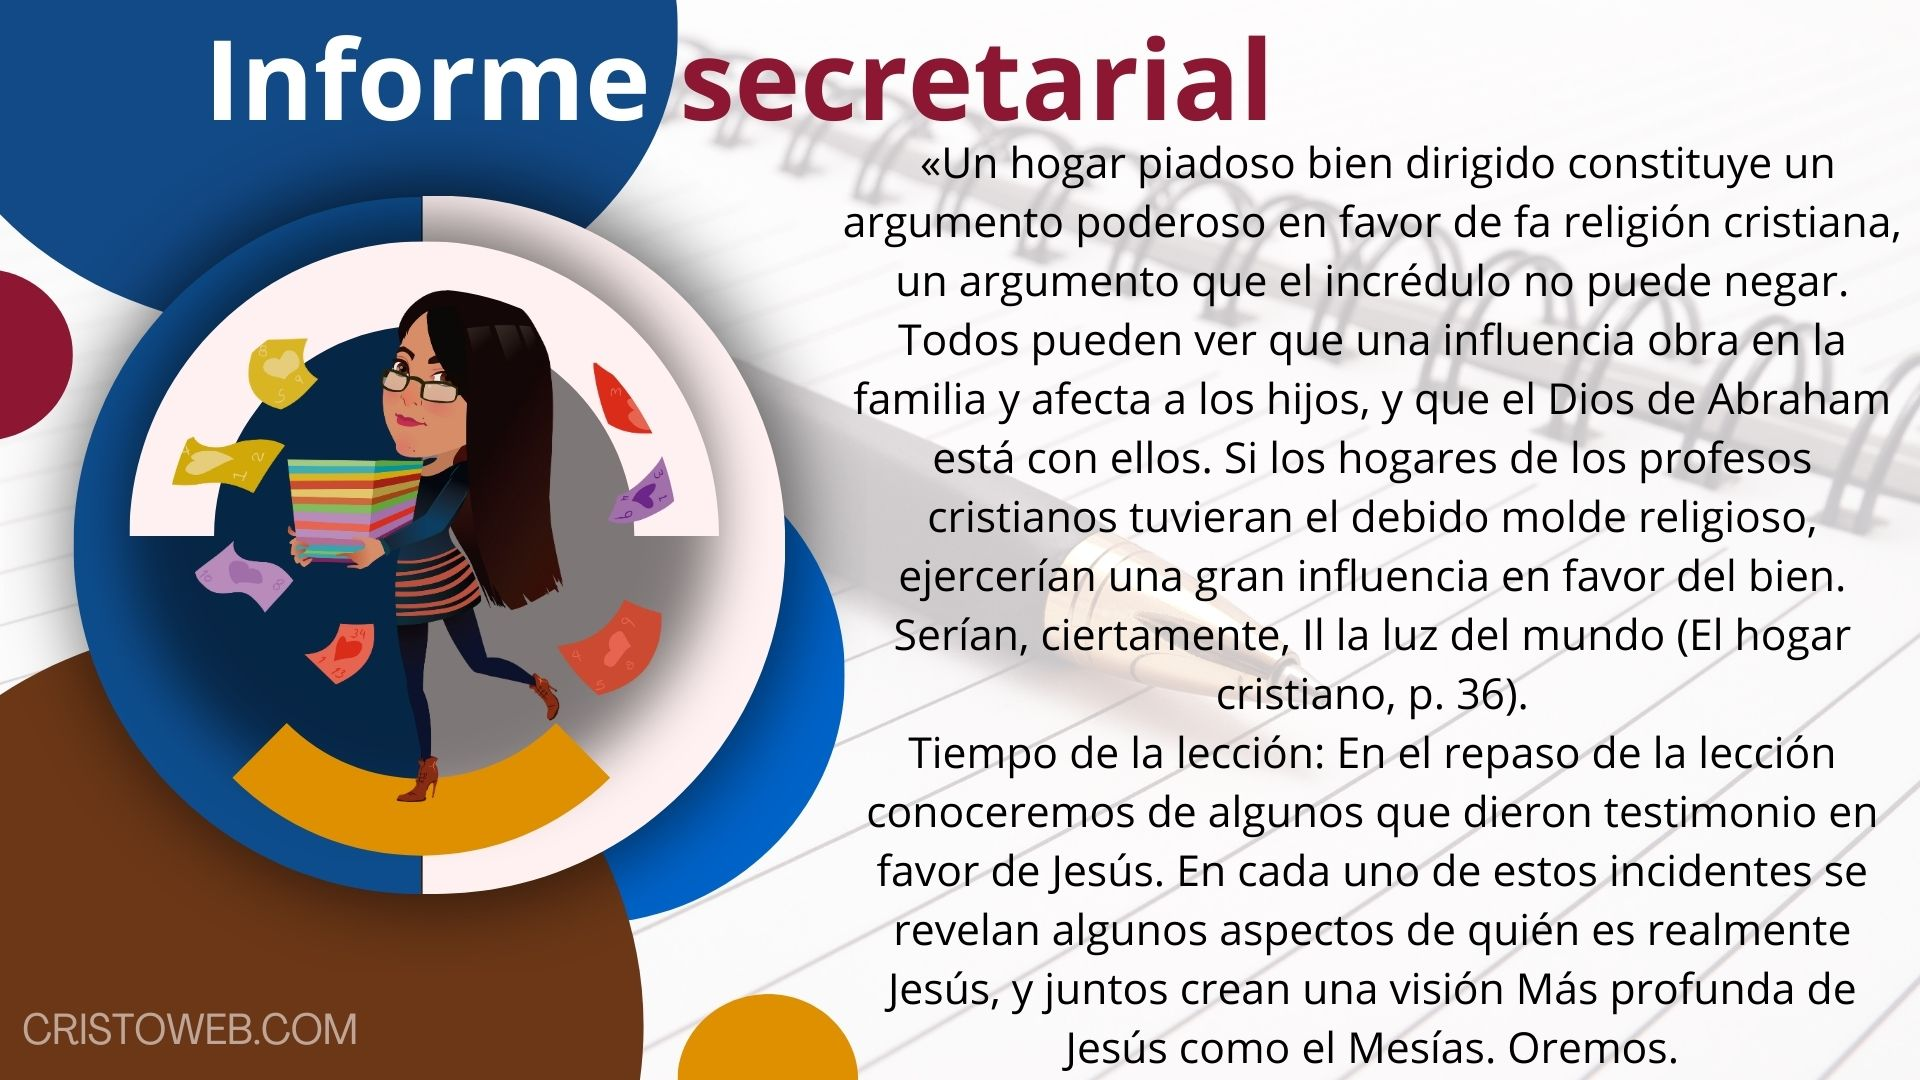 Informe secretarial
«Un hogar piadoso bien dirigido constituye un
argumento poderoso en favor de fa religión cristiana,
un argumento que el incrédulo no puede negar.
Todos pueden ver que una influencia obra en la
familia y afecta a los hijos, y que el Dios de Abraham
está con ellos. Si los hogares de los profesos
cristianos tuvieran el debido molde religioso,
ejercerían una gran influencia en favor del bien.
Serían, ciertamente, Il la luz del mundo (El hogar
cristiano, p. 36).
Tiempo de la lección: En el repaso de la lección
conoceremos de algunos que dieron testimonio en
favor de Jesús. En cada uno de estos incidentes se
revelan algunos aspectos de quién es realmente
Jesús, y juntos crean una visión Más profunda de
Jesús como el Mesías. Oremos.
CRISTOWEB.COM